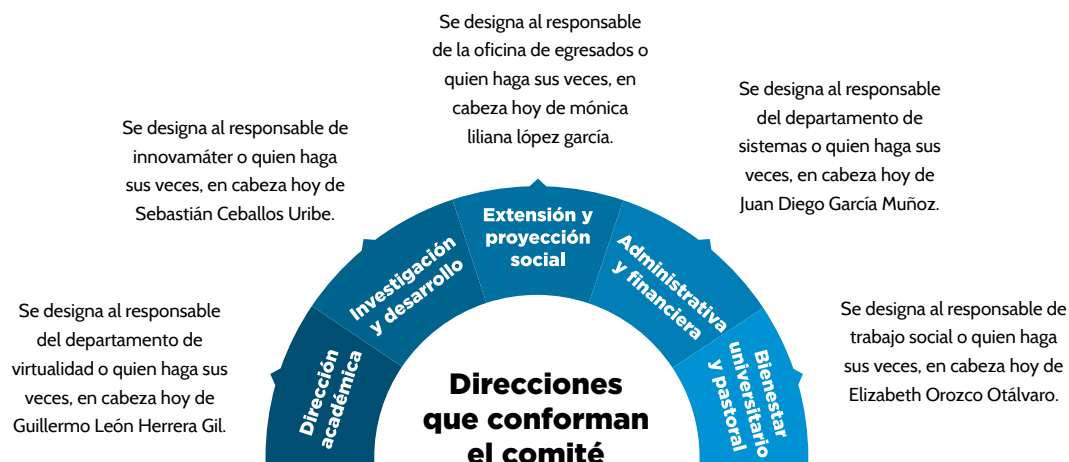 Se designa al responsable
de la oficina de egresados o
quien haga sus veces, en
cabeza hoy de mónica
liliana lópez garcía.
Se designa al responsable
del departamento de
sistemas o quien haga sus
veces, en cabeza hoy de
Juan Diego García Muñoz.
Se designa al responsable de
innovamáter o quien haga
sus veces, en cabeza hoy de
Sebastián Ceballos Uribe.
Extensión y
proyección
social
Investigación
y desarrollo
Administrativa
y financiera
Se designa al responsable
del departamento de
virtualidad o quien haga sus
veces, en cabeza hoy de
Guillermo León Herrera Gil.
Dirección
académica
Bienestar
universitario
y pastoral
Se designa al responsable de
trabajo social o quien haga
sus veces, en cabeza hoy de
Elizabeth Orozco Otálvaro.
Direcciones
que conforman
el comité